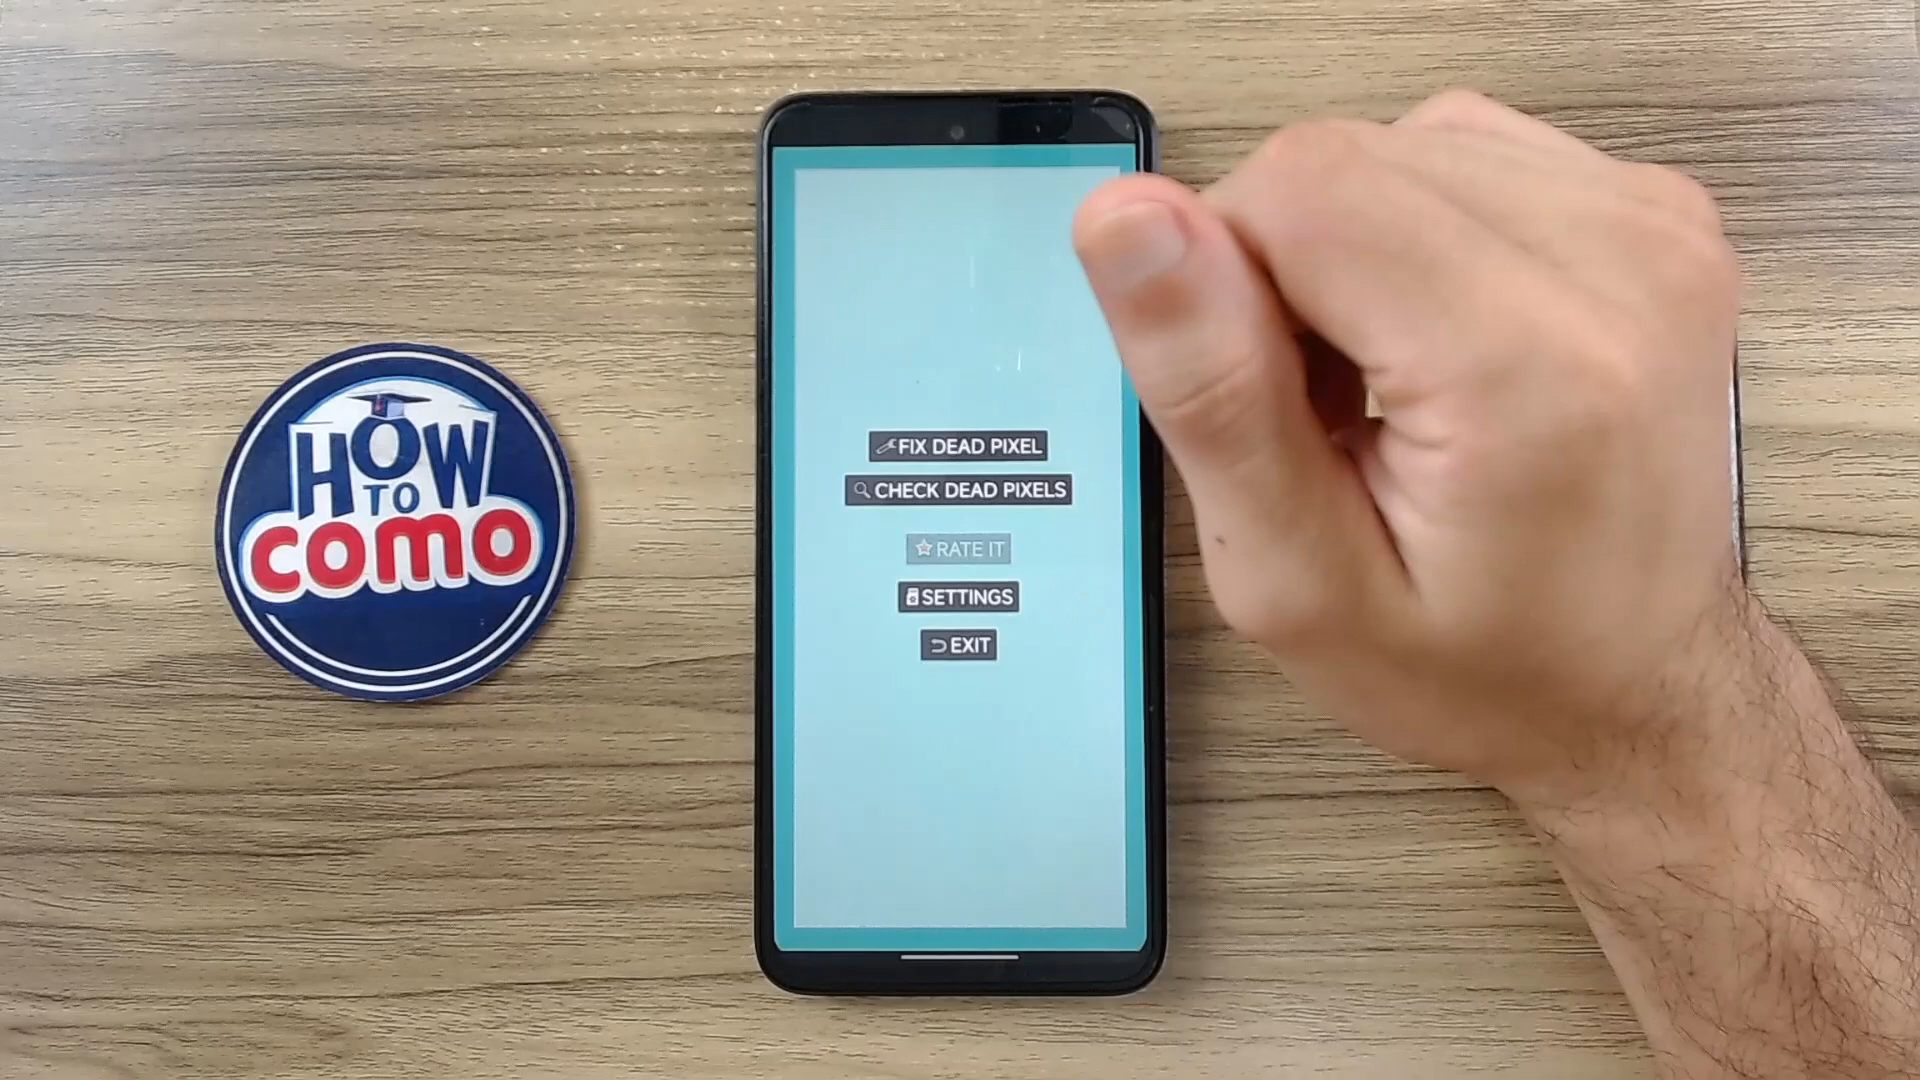 HOW
TO
COMO
FIX DEAD PIXEL
CHECK DEAD PIXELS
RATE IT
SETTINGS
EXIT